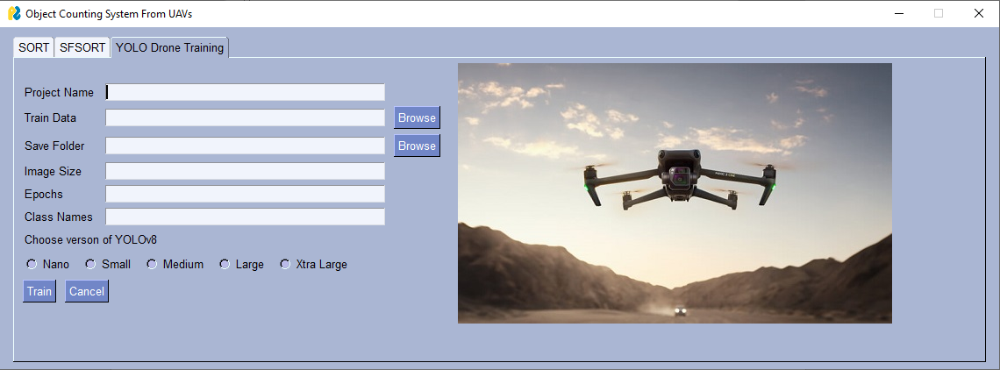 Object Counting System From UAVs
SORT SFSORT YOLO Drone Training
Project Name
Train Data Browse
Save Folder Browse
Image Size
Epochs
Class Names
Choose verson of YOLOv8
Nano Small Medium Large Xtra Large
Train Cancel